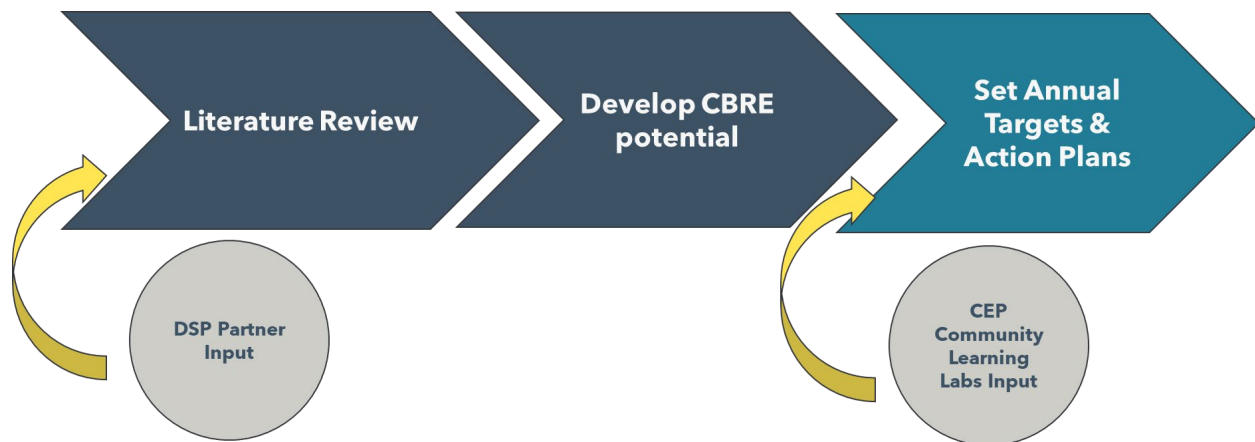 Literature Review
Develop CBRE
potential
Set Annual
Targets &
Action Plans
DSP Partner
Input
CEP
Community
Learning
Labs Input